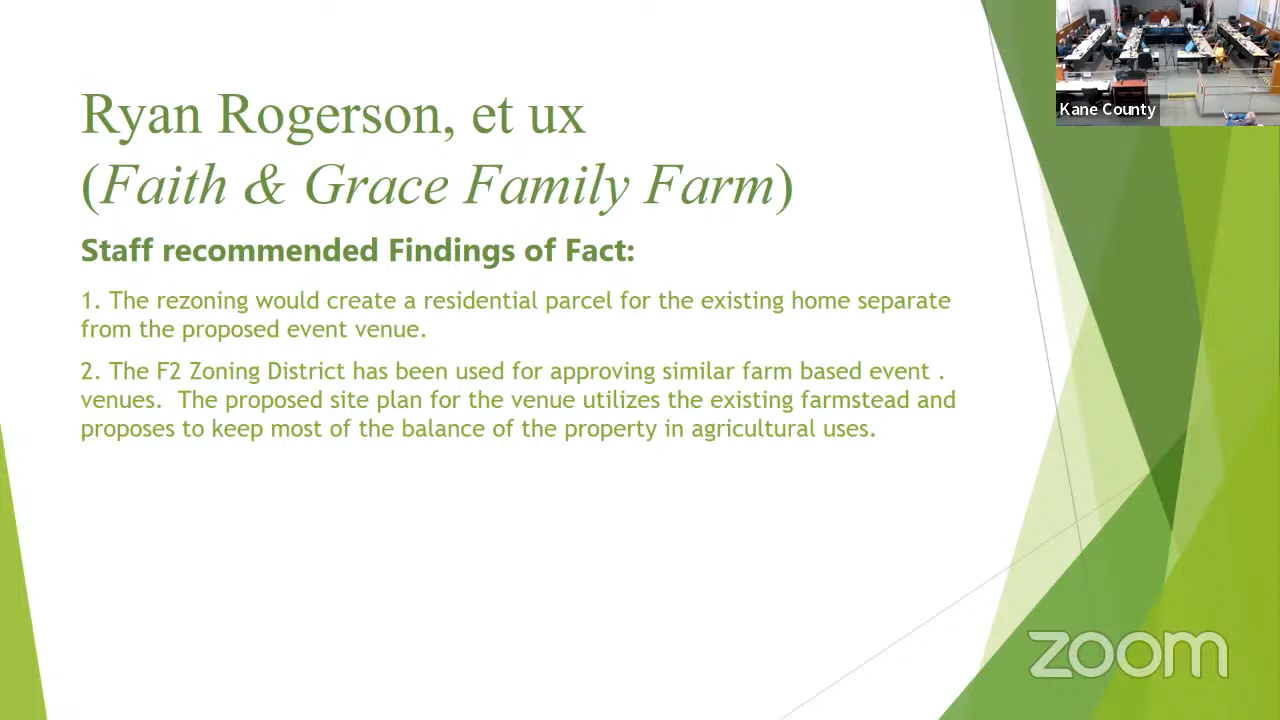 Ryan Rogerson, et ux
(Faith & Grace Family Farm)
Staff recommended Findings of Fact:
1. The rezoning would create a residential parcel for the existing home separate
from the proposed event venue.
2. The F2 Zoning District has been used for approving similar farm based event .
venues.  The proposed site plan for the venue utilizes the existing farmstead and
proposes to keep most of the balance of the property in agricultural uses.
Kane County
zoom